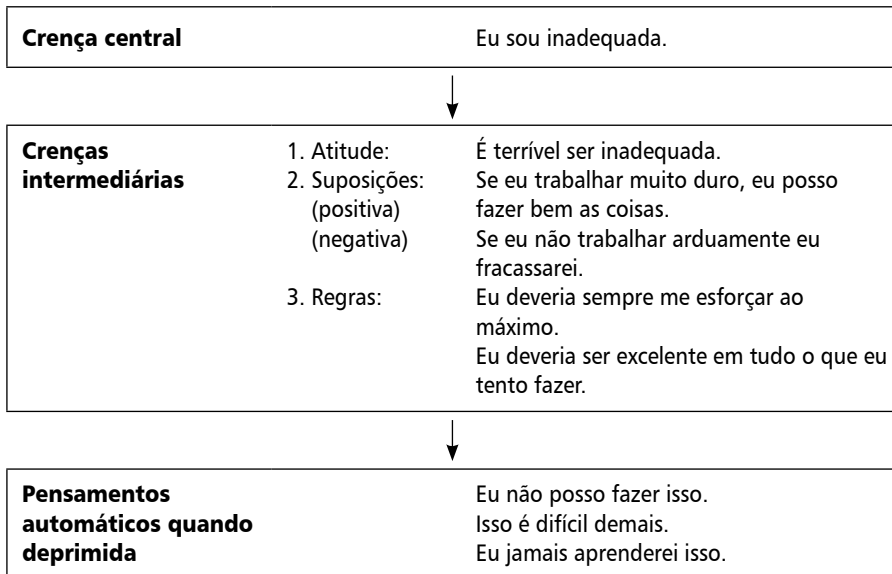 Crença central Eu sou inadequada.
Crenças 1. Atitude: É terrível ser inadequada.
intermediárias 2. Suposições: Se eu trabalhar muito duro, eu posso
(positiva) fazer bem as coisas.
(negativa) Se eu não trabalhar arduamente eu
fracassarei.
3. Regras: Eu deveria sempre me esforçar ao
máximo.
Eu deveria ser excelente em tudo o que eu
tento fazer.
Pensamentos Eu não posso fazer isso.
automáticos quando Isso é difícil demais.
deprimida Eu jamais aprenderei isso.